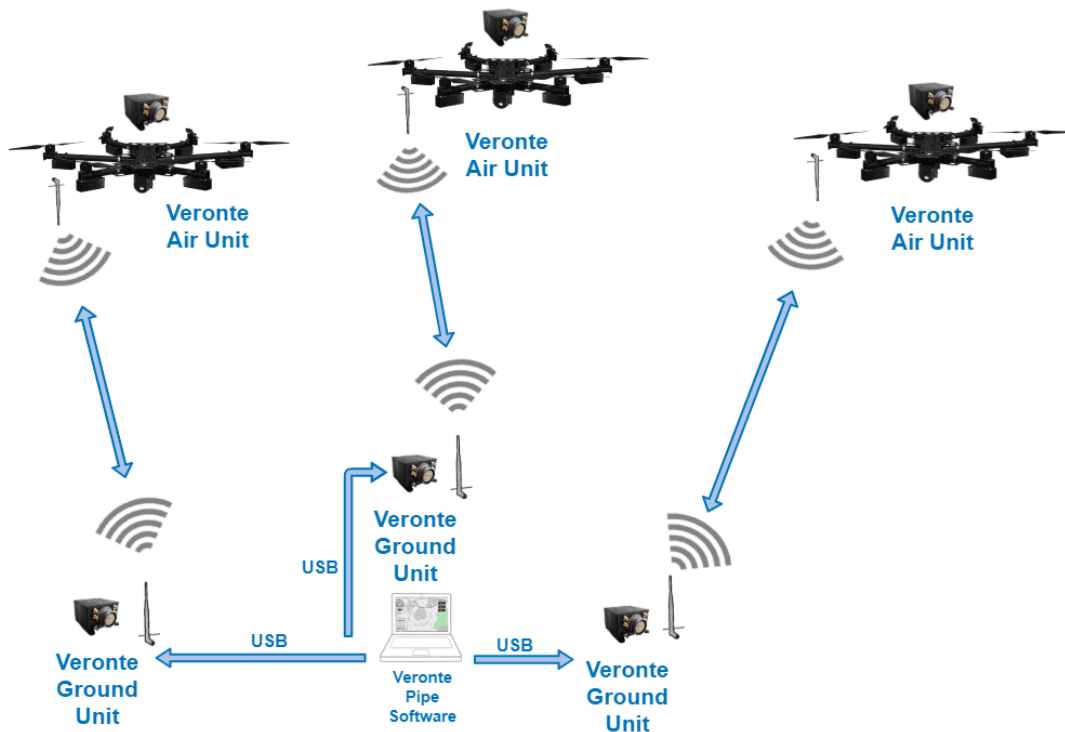 Veronte
Air Unit
Veronte
Air Unit
Veronte
Air Unit
Veronte
Ground
Unit
USB
USB
USB
Veronte
Ground
Unit
Veronte
Pipe
Software
Veronte
Ground
Unit